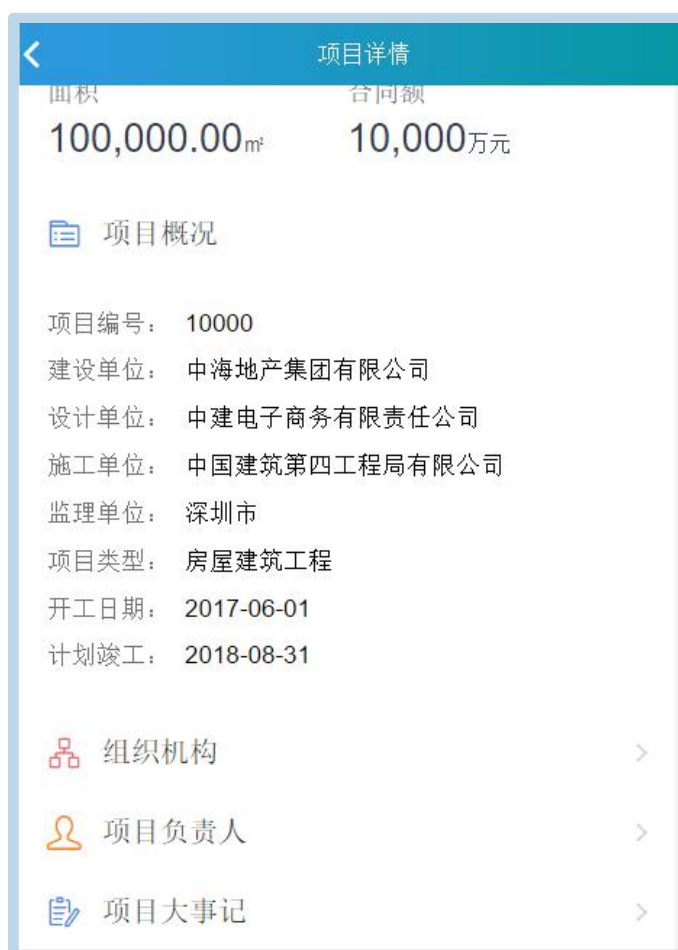 项目详情
面积 合同额
100,000.00㎡ 10,000万元
项目概况
项目编号： 10000
建设单位： 中海地产集团有限公司
设计单位： 中建电子商务有限责任公司
施工单位： 中国建筑第四工程局有限公司
监理单位： 深圳市
项目类型： 房屋建筑工程
开工日期： 2017-06-01
计划竣工： 2018-08-31
组织机构
项目负责人
项目大事记